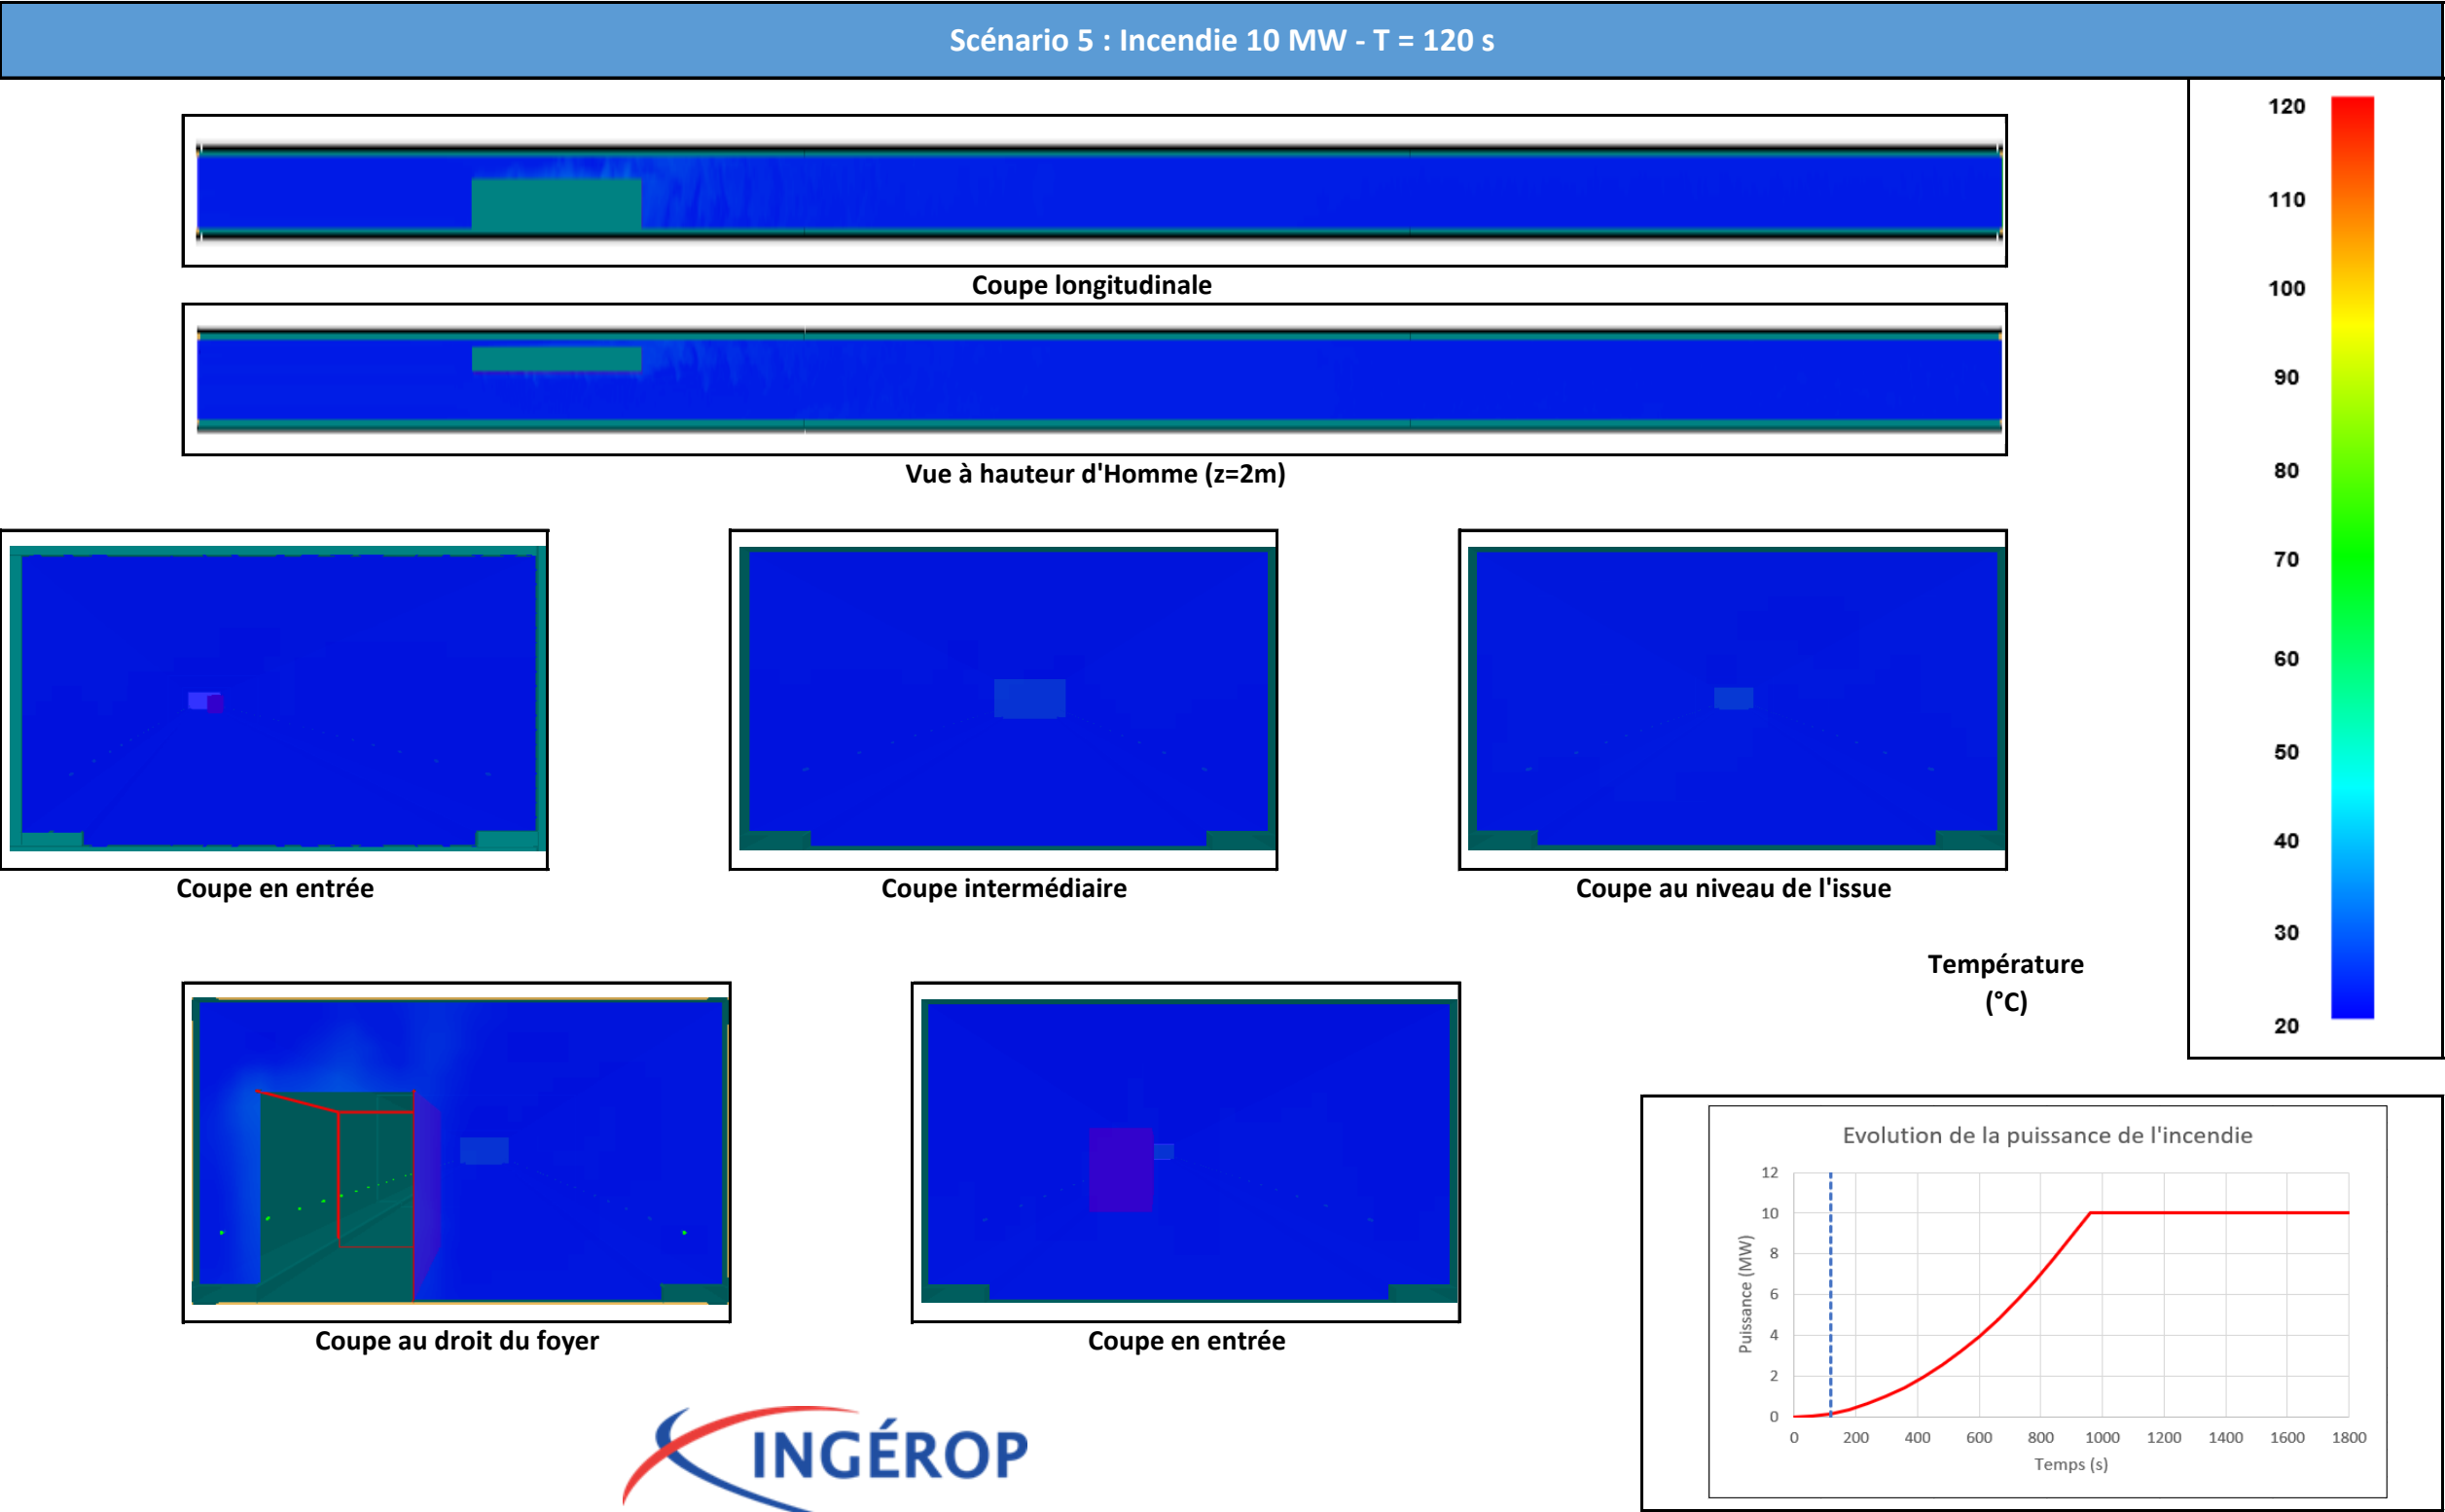 Scénario 5 : Incendie 10 MW - T = 120 s
Coupe longitudinale
Vue à hauteur d'Homme (z=2m)
Coupe en entrée
Coupe intermédiaire
Coupe au niveau de l'issue
Coupe au droit du foyer
Coupe en entrée
Température
(°C)
120
110
100
90
80
70
60
50
40
30
20
Evolution de la puissance de l'incendie
Puissance (MW)
12
10
8
6
4
2
0
0 200 400 600 800 1000 1200 1400 1600 1800
Temps (s)
INGÉROP